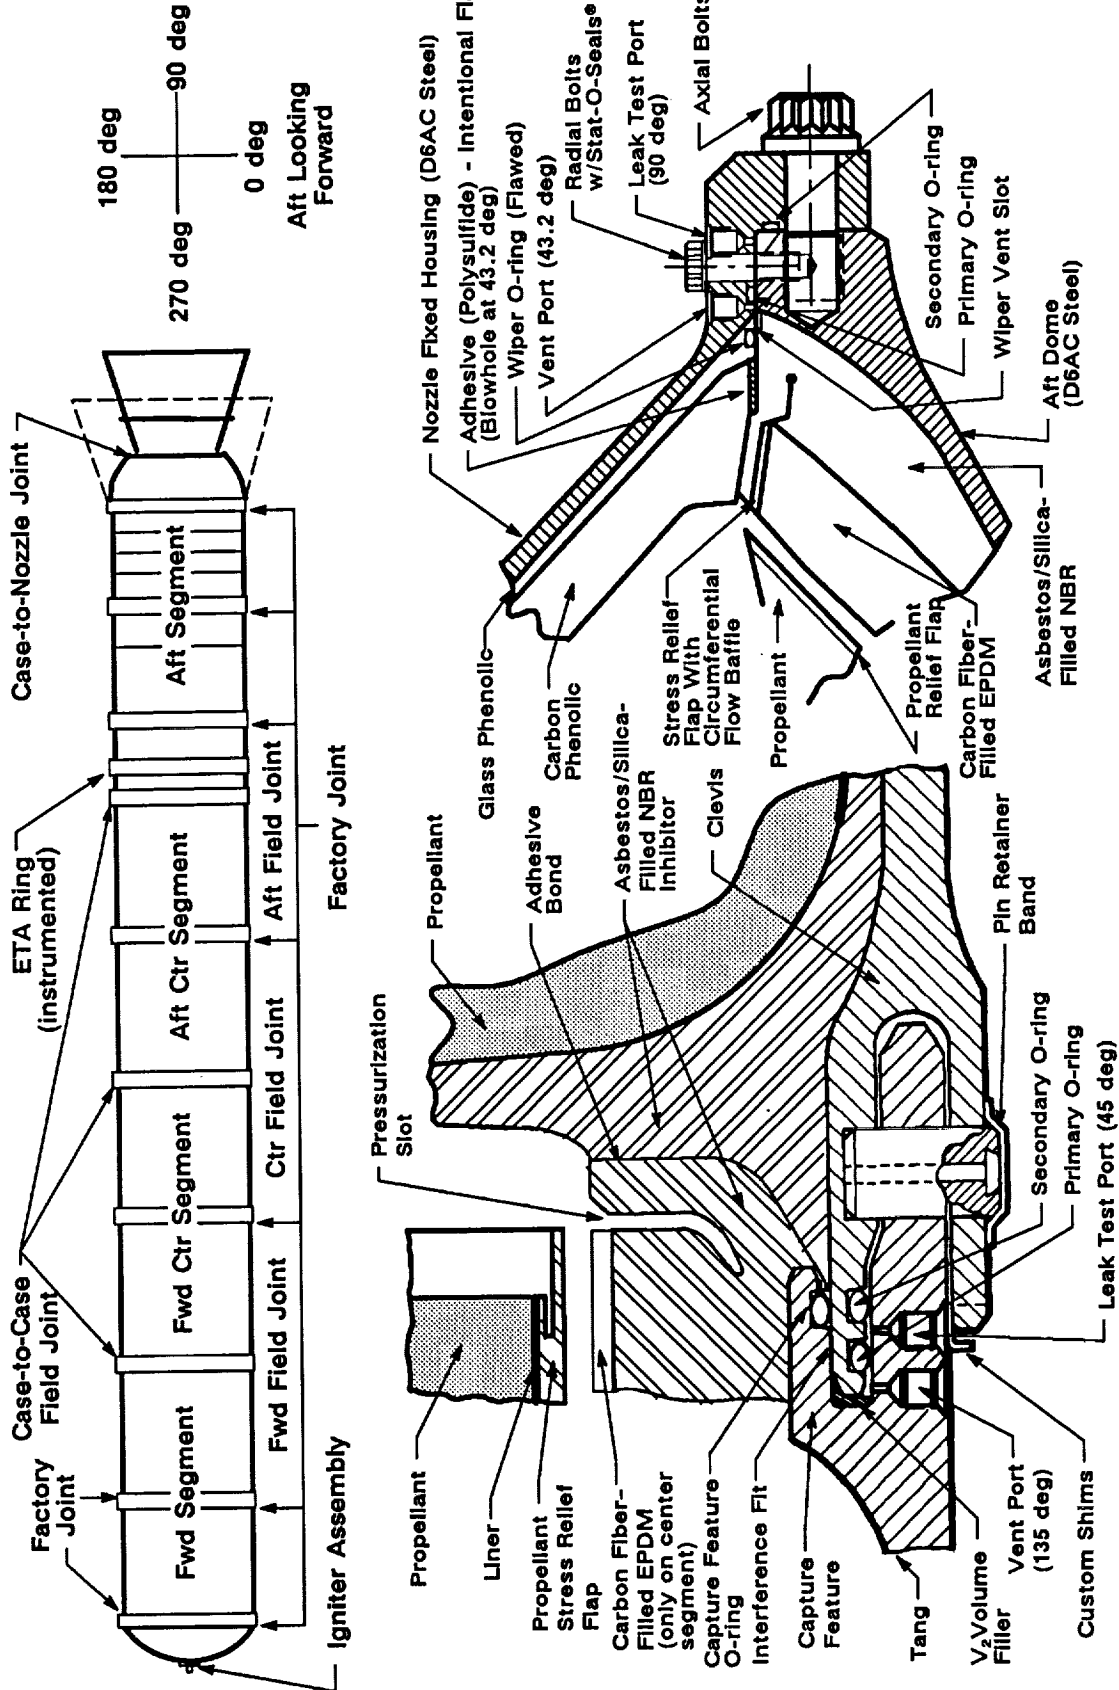 180 deg
270 deg
90 deg
0 deg
Aft Looking
Forward
Case-to-Nozzle Joint
ETA Ring
(instrumented)
Case-to-Case
Field Joint
Factory
Joint
Fwd Segment
Fwd Ctr Segment
Aft Ctr Segment
Aft Segment
Fwd Field Joint
Ctr Field Joint
Aft Field Joint
Igniter Assembly
Factory Joint
Propellant
Liner
Propellant
Stress Relief
Flap
Carbon Fiber-
Filled EPDM
(only on center
segment)
Capture Feature
O-ring
Interference Fit
Capture
Feature
Tang
V₂ Volume
Filler
Vent Port
(135 deg)
Custom Shims
Pressurization
Slot
Propellant
Adhesive
Bond
Asbestos/Silica-
Filled NBR
Inhibitor
Clevis
Pin Retainer
Band
Secondary O-ring
Primary O-ring
Leak Test Port (45 deg)
Nozzle Fixed Housing (D6AC Steel)
Adhesive (Polysulfide) - Intentional
(Blowhole at 43.2 deg)
Wiper O-ring (Flawed)
Vent Port (43.2 deg)
Radial Bolts
w/Stat-O-Seals®
Leak Test Port
(90 deg)
Axial Bolts
Glass Phenolic
Carbon
Phenolic
Stress Relief
Flap With
Circumferential
Flow Baffle
Propellant
Propellant
Relief Flap
Carbon Fiber-
Filled EPDM
Asbestos/Silica-
Filled NBR
Aft Dome
(D6AC Steel)
Wiper Vent Slot
Primary O-ring
Secondary O-ring